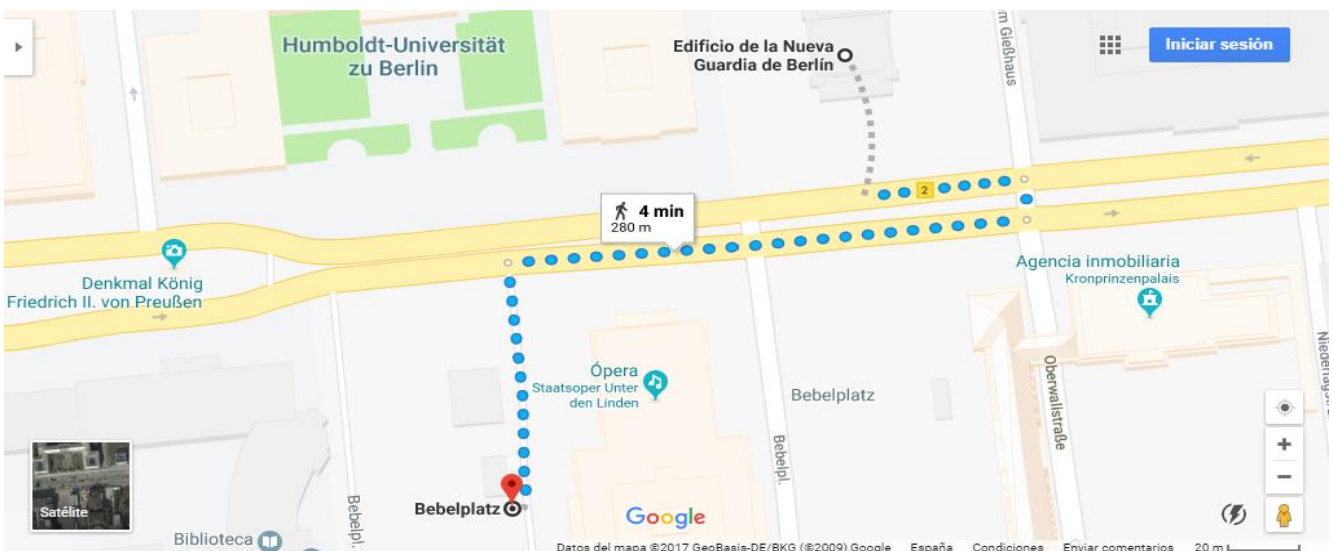 Humboldt-Universität
zu Berlin
Edificio de la Nueva
Guardia de Berlín
m Gießhaus
Iniciar sesión
2
4 min
280 m
Denkmal König
Friedrich II. von Preußen
Agencia inmobiliaria
Kronprinzenpalais
Ópera
Staatsoper Unter
den Linden
Bebelplatz
Oberwallstraße
Bebelpl.
Bebelpl.
Bebelplatz
Satélite
Google
Biblioteca
Datos del mapa ©2017 GeoBasis-DE/BKG (©2009),Google España Condiciones Enviar comentarios 20 m